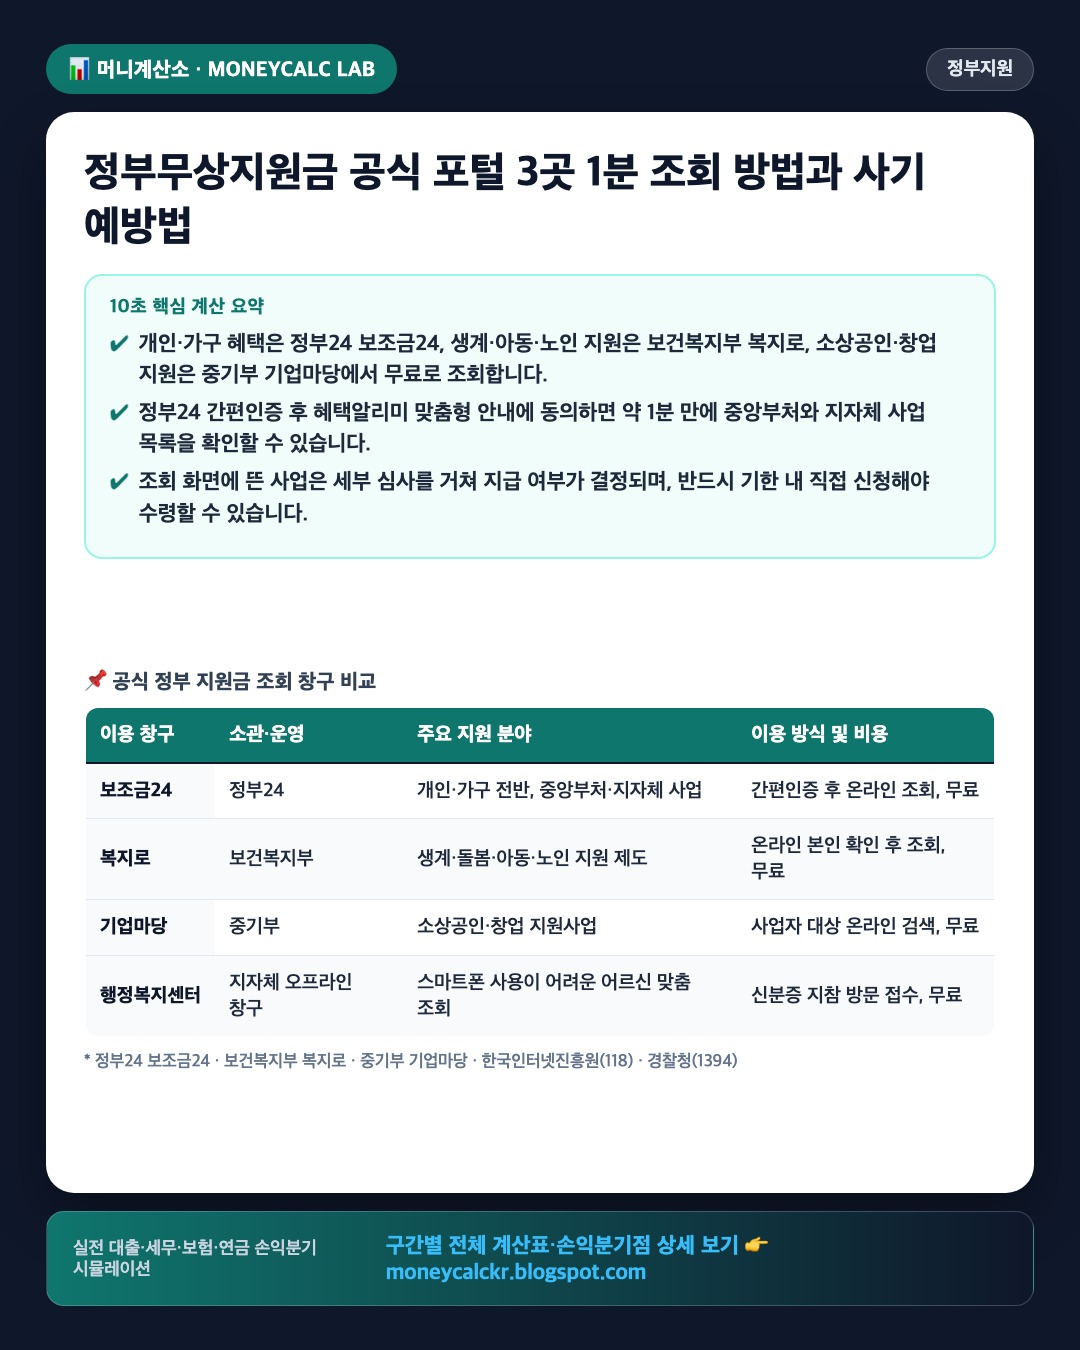 📊 머니계산소 · MONEYCALC LAB
정부지원
정부무상지원금 공식 포털 3곳 1분 조회 방법과 사기
예방법
10초 핵심 계산 요약
✔ 개인·가구 혜택은 정부24 보조금24, 생계·아동·노인 지원은 보건복지부 복지로, 소상공인·창업
지원은 중기부 기업마당에서 무료로 조회합니다.
✔ 정부24 간편인증 후 혜택알리미 맞춤형 안내에 동의하면 약 1분 만에 중앙부처와 지자체 사업
목록을 확인할 수 있습니다.
✔ 조회 화면에 뜬 사업은 세부 심사를 거쳐 지급 여부가 결정되며, 반드시 기한 내 직접 신청해야
수령할 수 있습니다.
📌 공식 정부 지원금 조회 창구 비교
이용 창구 소관·운영 주요 지원 분야 이용 방식 및 비용
보조금24 정부24 개인·가구 전반, 중앙부처·지자체 사업 간편인증 후 온라인 조회, 무료
복지로 보건복지부 생계·돌봄·아동·노인 지원 제도 온라인 본인 확인 후 조회,
무료
기업마당 중기부 소상공인·창업 지원사업 사업자 대상 온라인 검색, 무료
행정복지센터 지자체 오프라인
창구 스마트폰 사용이 어려운 어르신 맞춤
조회 신분증 지참 방문 접수, 무료
* 정부24 보조금24 · 보건복지부 복지로 · 중기부 기업마당 · 한국인터넷진흥원(118) · 경찰청(1394)
실전 대출·세무·보험·연금 손익분기
시뮬레이션
구간별 전체 계산표·손익분기점 상세 보기 👉
moneycalckr.blogspot.com